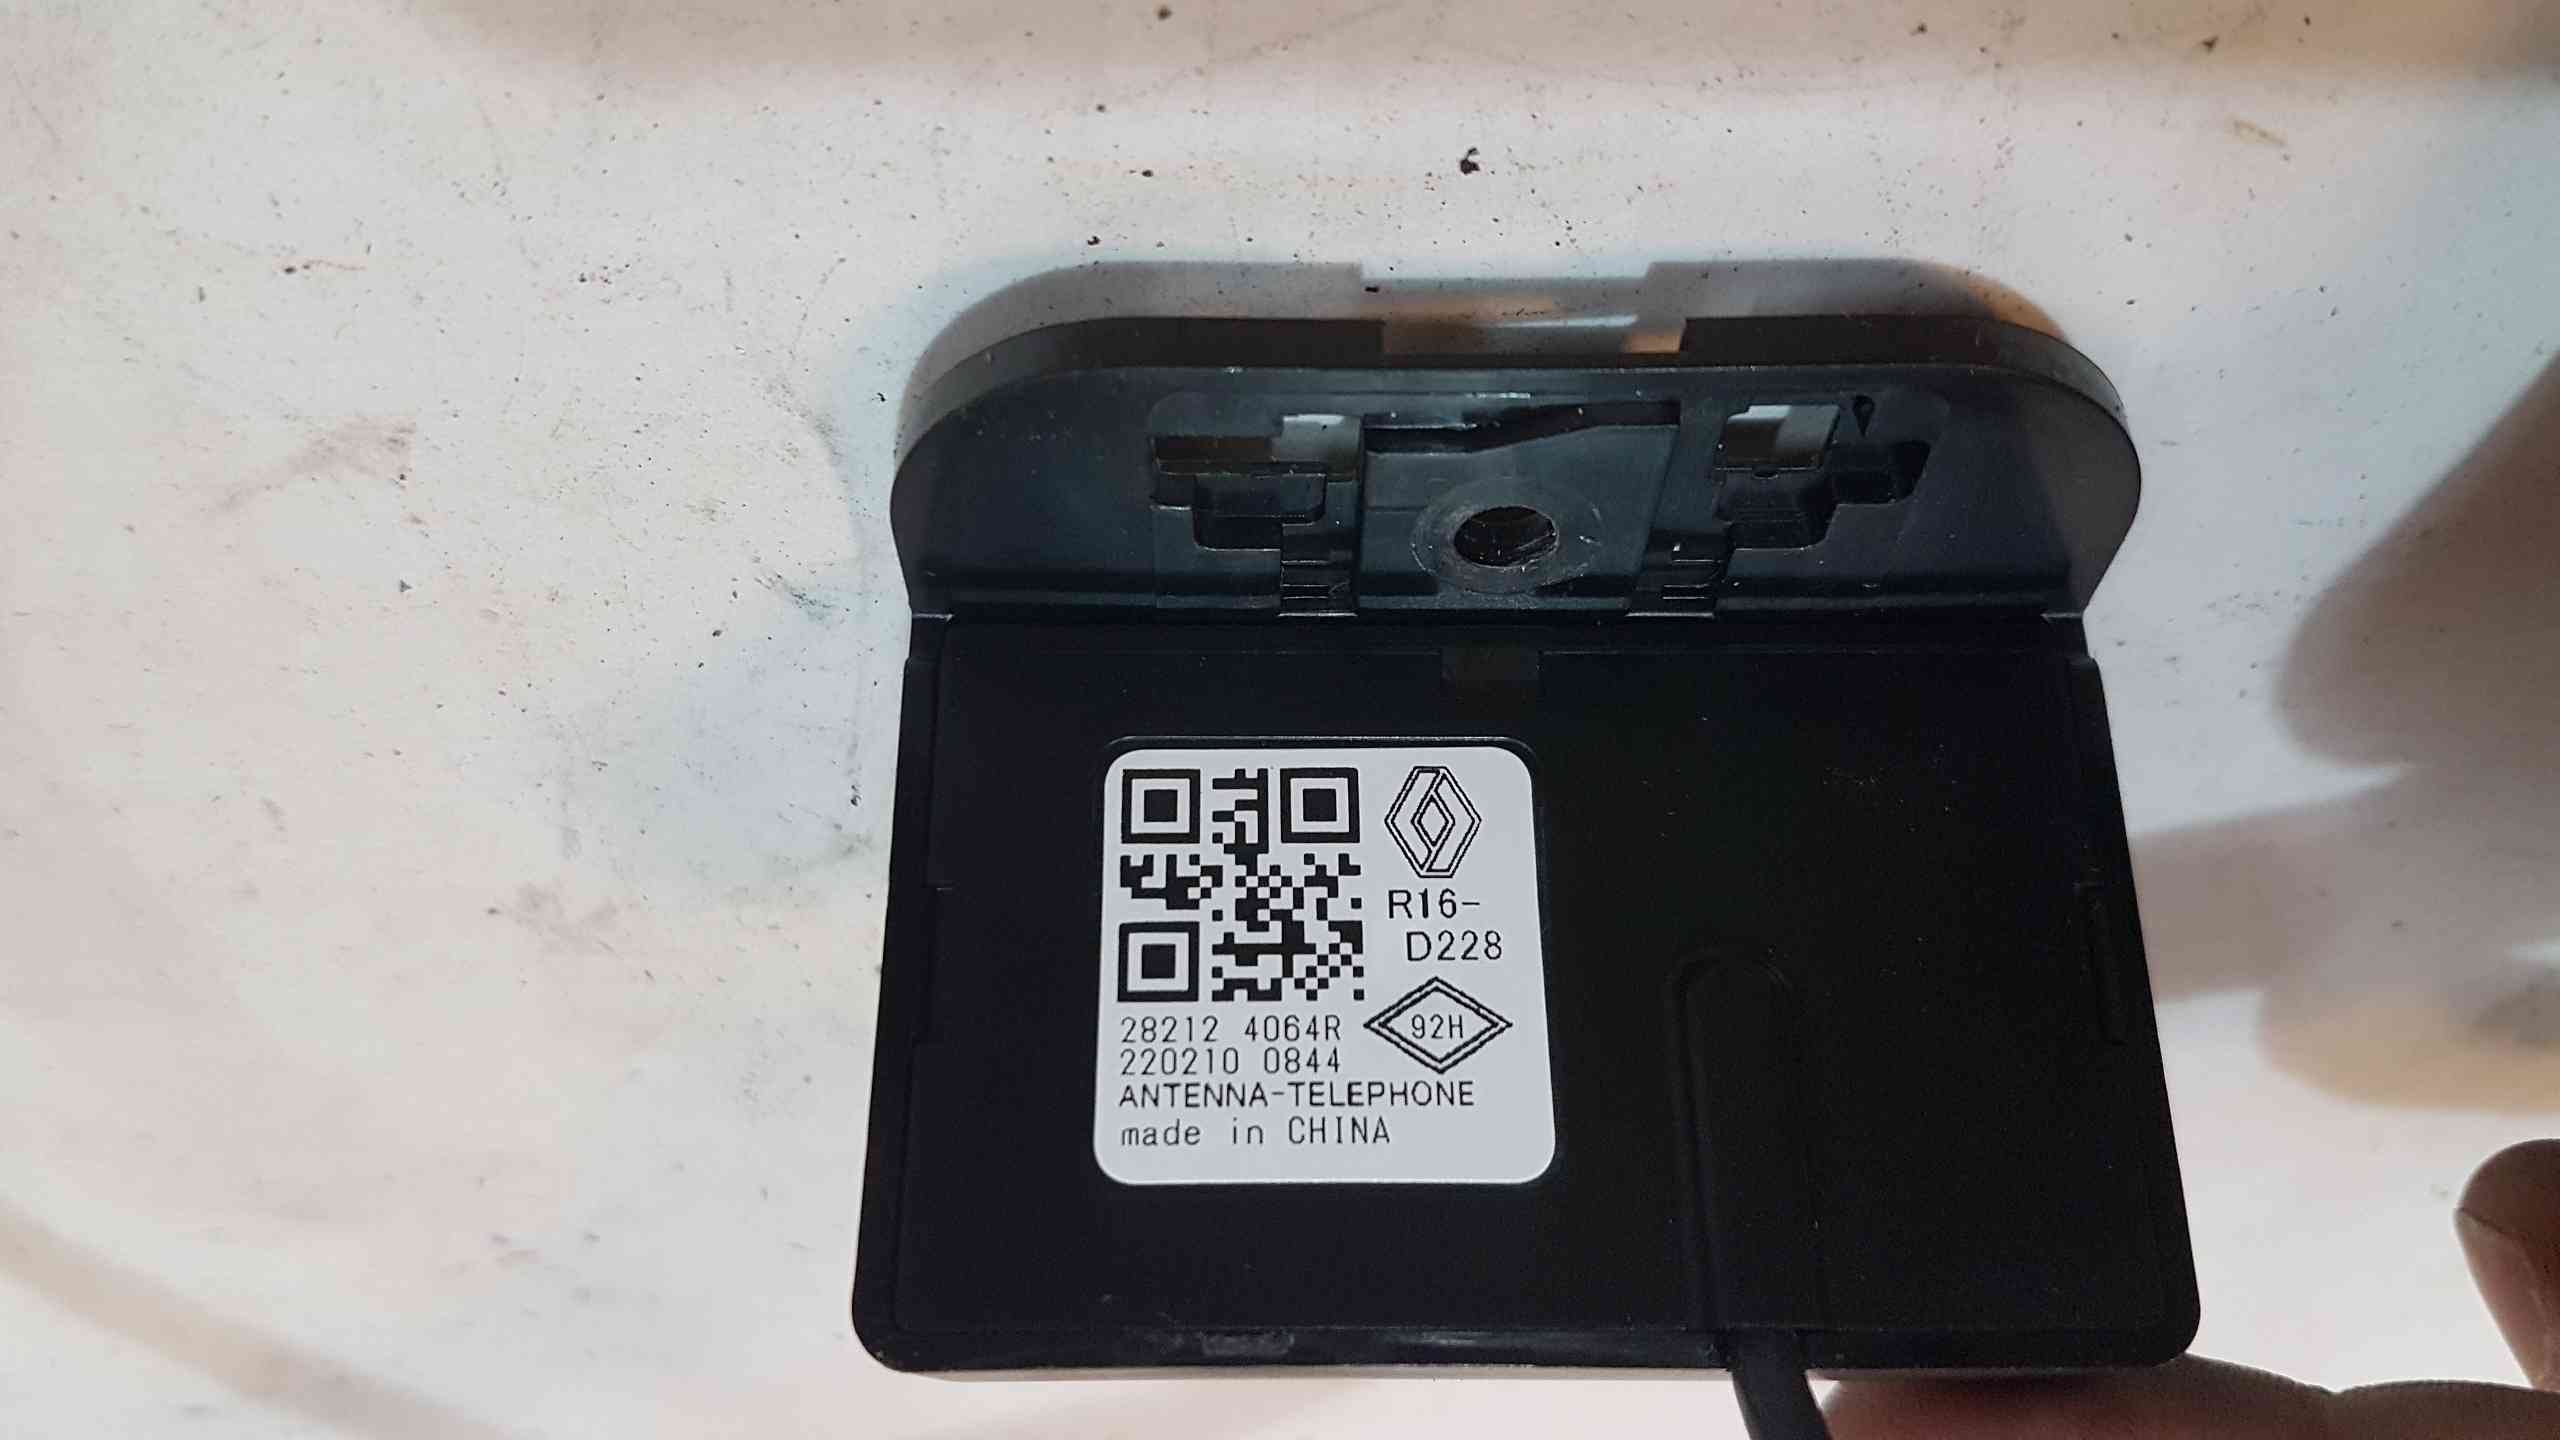 R16-
D228
92H
28212 4064R
220210 0844
ANTENNA-TELEPHONE
made in CHINA